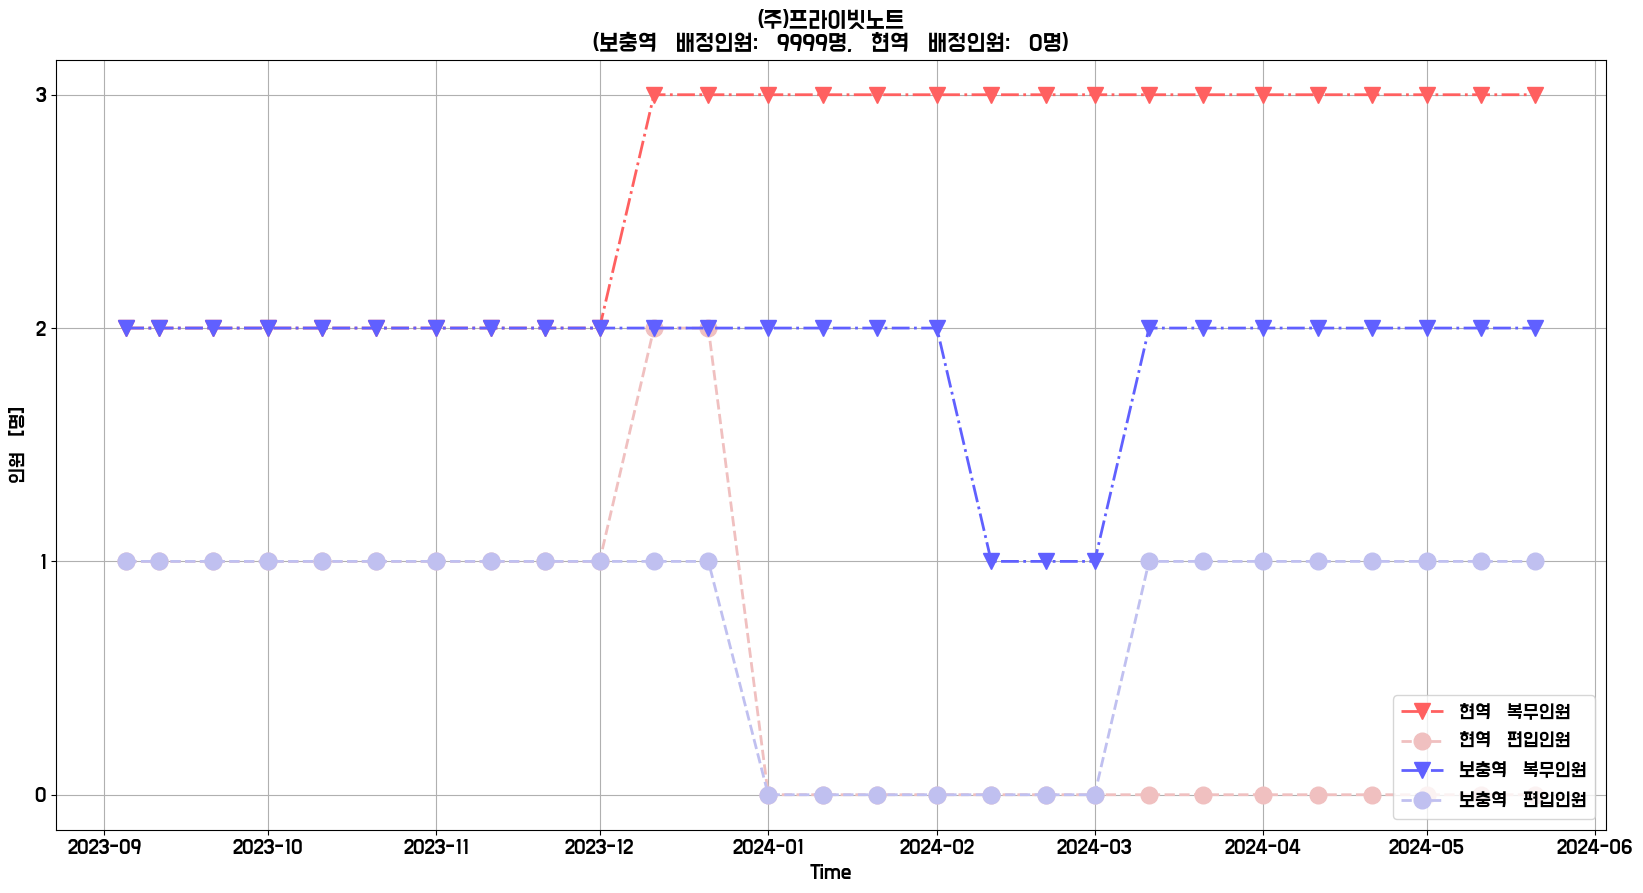 (주)프라이빗노트
(보충역 배정인원: 9999명, 현역 배정인원: 0명)
3
2
1
0
인원 [명]
2023-09 2023-10 2023-11 2023-12 2024-01 2024-02 2024-03 2024-04 2024-05 2024-06
Time
현역 복무인원
현역 편입인원
보충역 복무인원
보충역 편입인원